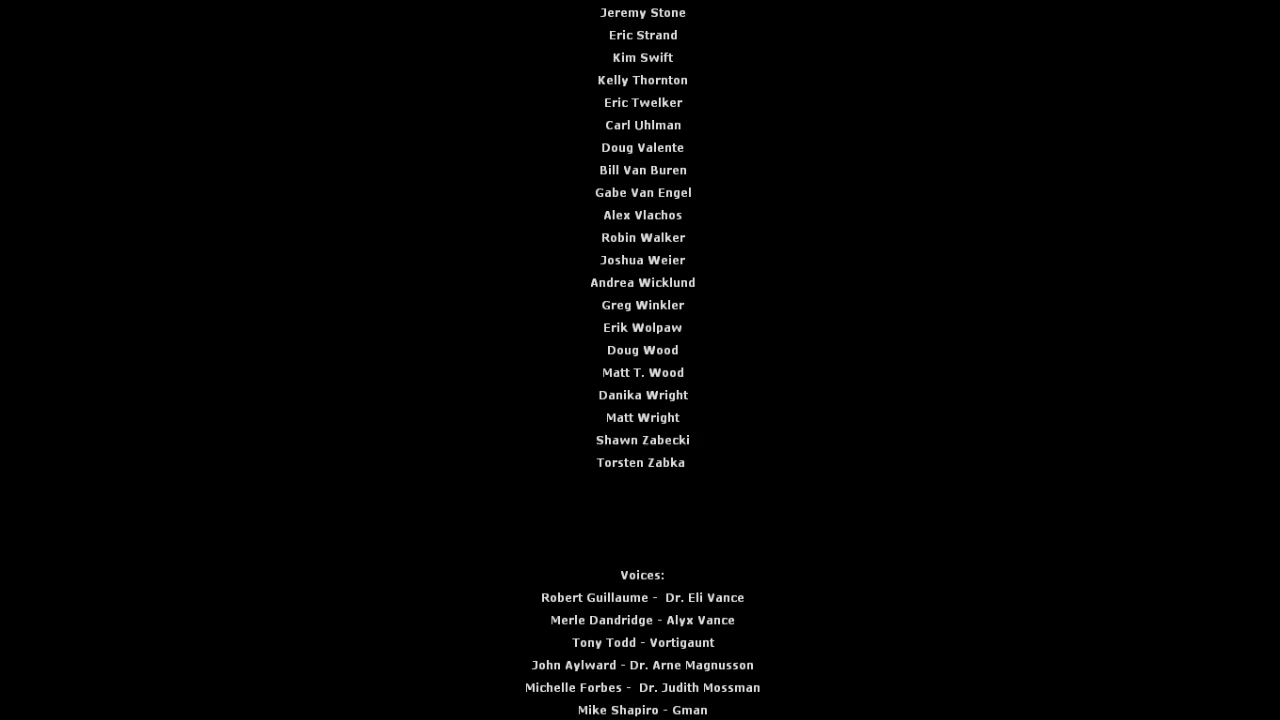 Jeremy Stone
Eric Strand
Kim Swift
Kelly Thornton
Eric Twelker
Carl Uhlman
Doug Valente
Bill Van Buren
Gabe Van Engel
Alex Vlachos
Robin Walker
Joshua Weier
Andrea Wicklund
Greg Winkler
Erik Wolpaw
Doug Wood
Matt T. Wood
Danika Wright
Matt Wright
Shawn Zabecki
Torsten Zabka
Voices:
Robert Guillaume -  Dr. Eli Vance
Merle Dandridge - Alyx Vance
Tony Todd - Vortigaunt
John Aylward - Dr. Arne Magnusson
Michelle Forbes -  Dr. Judith Mossman
Mike Shapiro - Gman